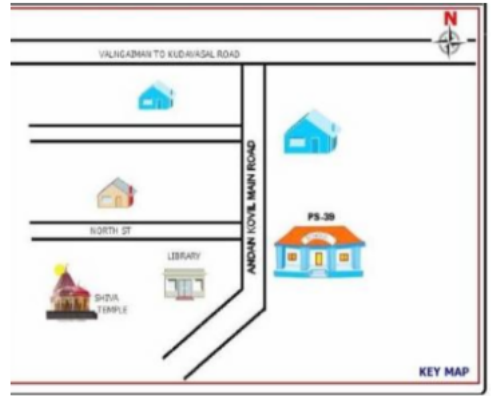 N
VALNGAIMAN TO KUDAVASAL ROAD
ANDAN KOVIL MAIN ROAD
PS-39
NORTH ST
LIBRARY
SHIVA
TEMPLE
KEY MAP